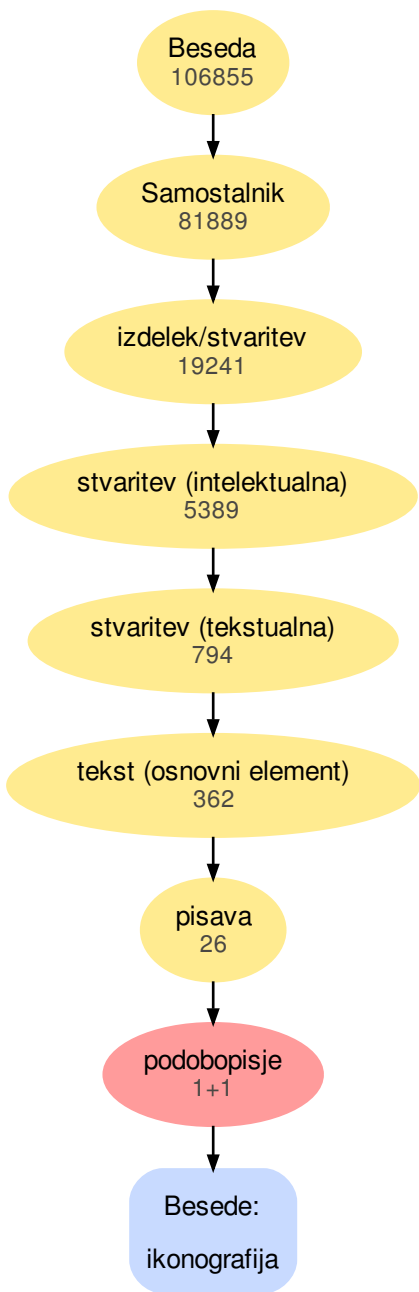 Beseda
106855
Samostalnik
81889
izdelek/stvaritev
19241
stvaritev (intelektualna)
5389
stvaritev (tekstualna)
794
tekst (osnovni element)
362
pisava
26
podobopisje
1+1
Besede:
ikonografija